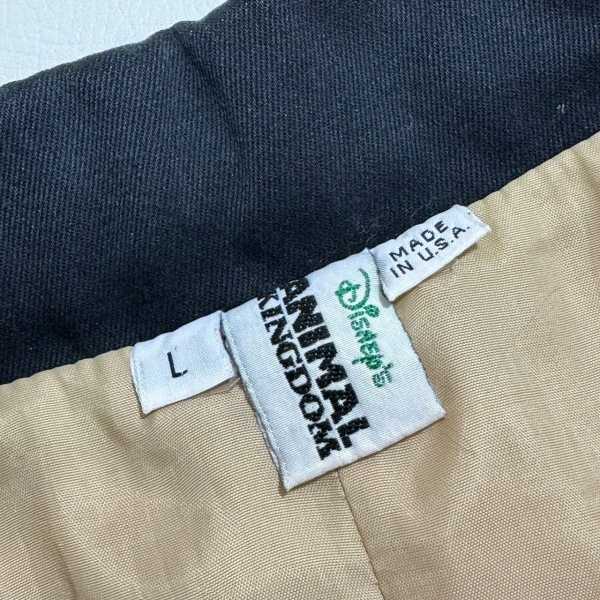 L
DISNEY'S
ANIMAL
KINGDOM
MADE
IN U.S.A.